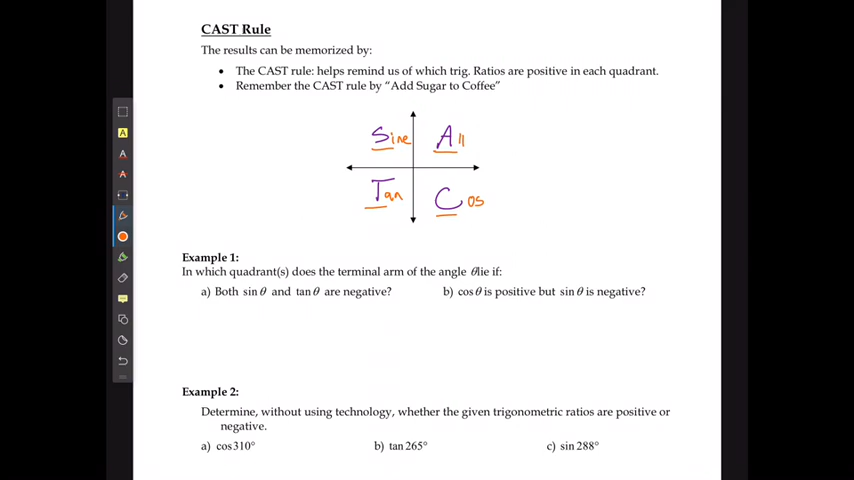 CAST Rule
The results can be memorized by:
• The CAST rule: helps remind us of which trig. Ratios are positive in each quadrant.
• Remember the CAST rule by “Add Sugar to Coffee”
Sine All
Tan Cos
Example 1:
In which quadrant(s) does the terminal arm of the angle θlie if:
a) Both sin θ and tan θ are negative? b) cos θ is positive but sin θ is negative?
Example 2:
Determine, without using technology, whether the given trigonometric ratios are positive or
negative.
a) cos310° b) tan 265° c) sin 288°